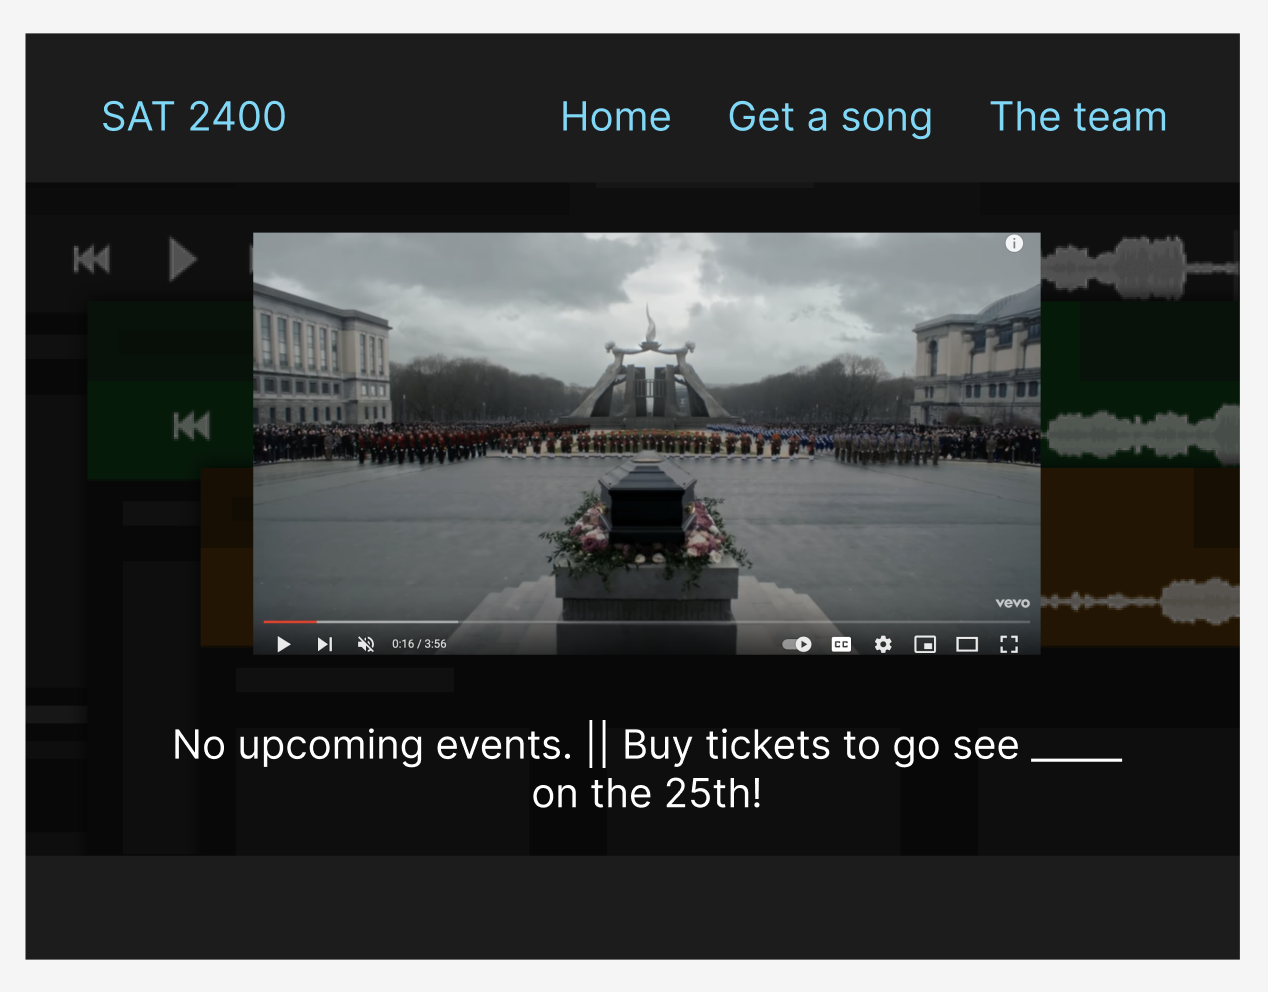 SAT 2400
Home
Get a song
The team
vevo
0:16 / 3:56
CC
No upcoming events. || Buy tickets to go see _____
on the 25th!